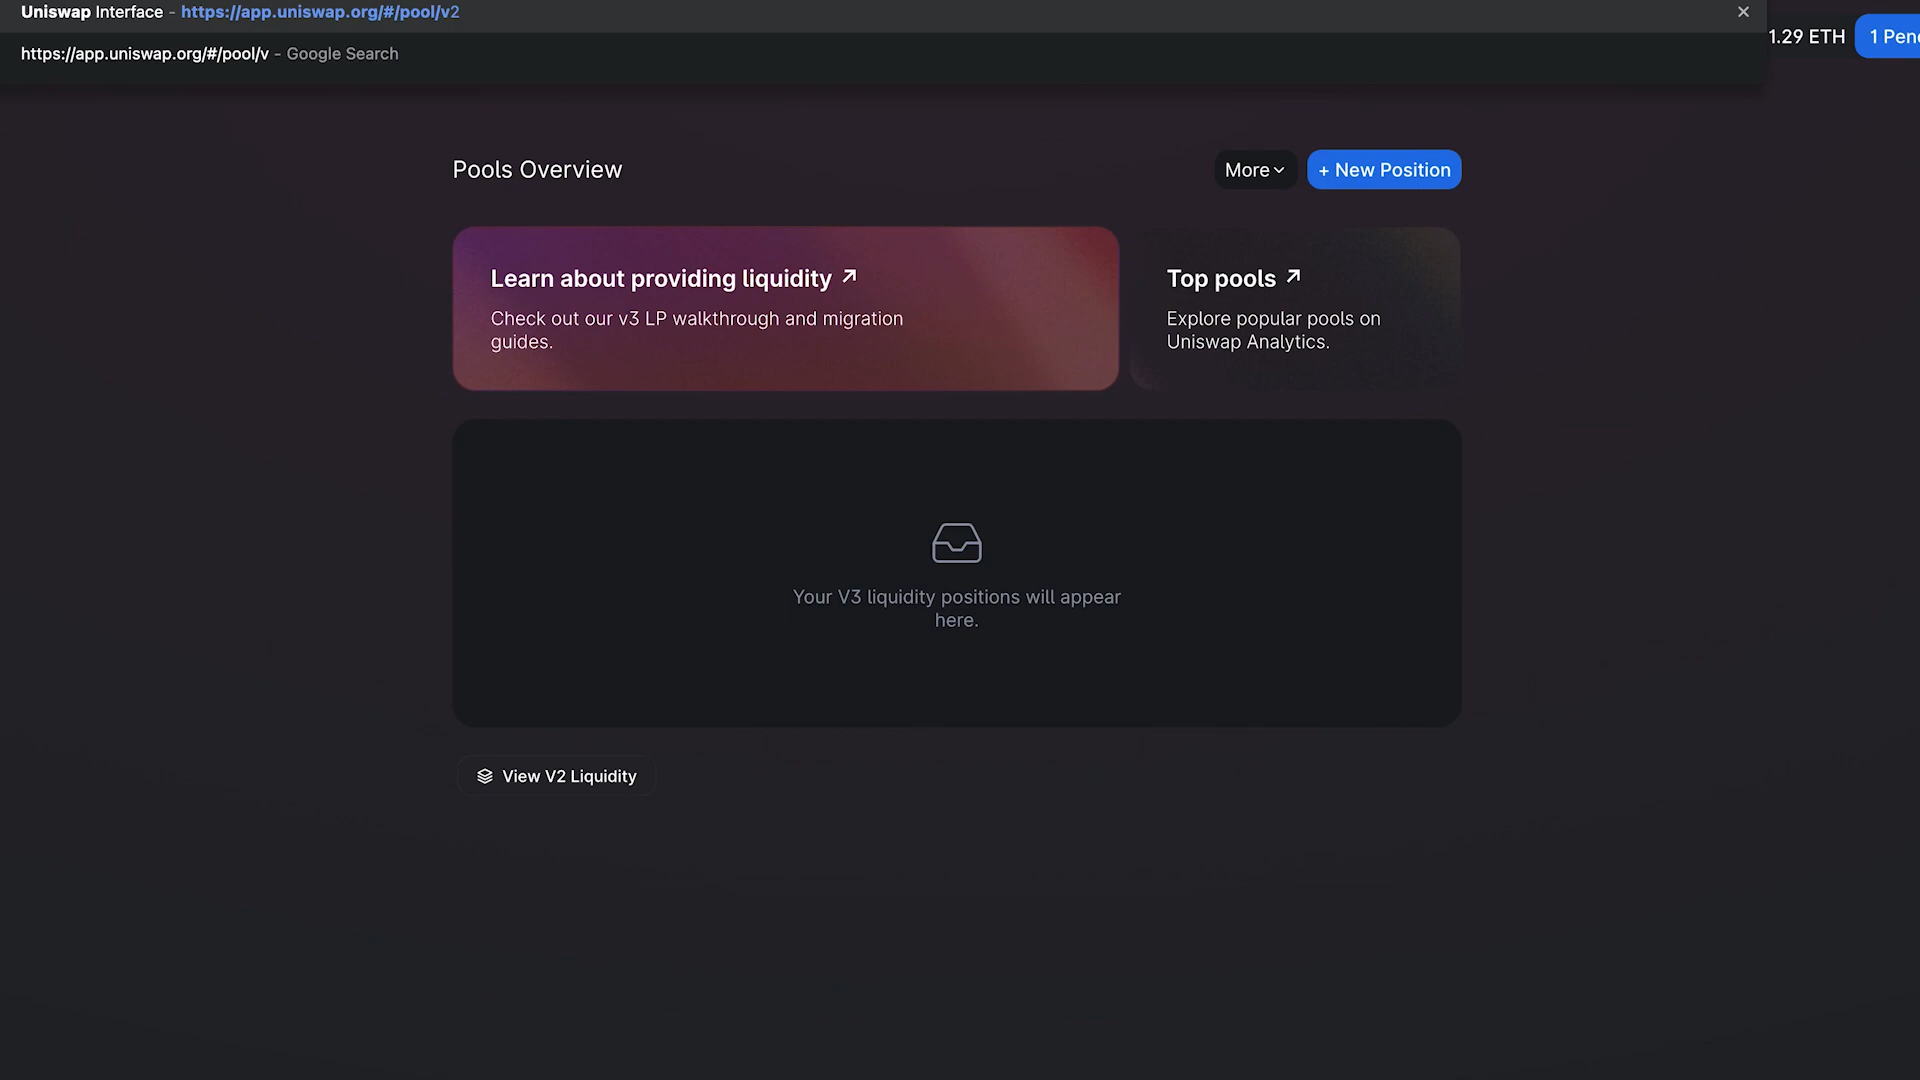 Uniswap Interface - https://app.uniswap.org/#/pool/v2
https://app.uniswap.org/#/pool/v - Google Search
1.29 ETH
1
Pools Overview
More
+ New Position
Learn about providing liquidity
Check out our v3 LP walkthrough and migration
guides.
Top pools
Explore popular pools on
Uniswap Analytics.
Your V3 liquidity positions will appear
here.
View V2 Liquidity